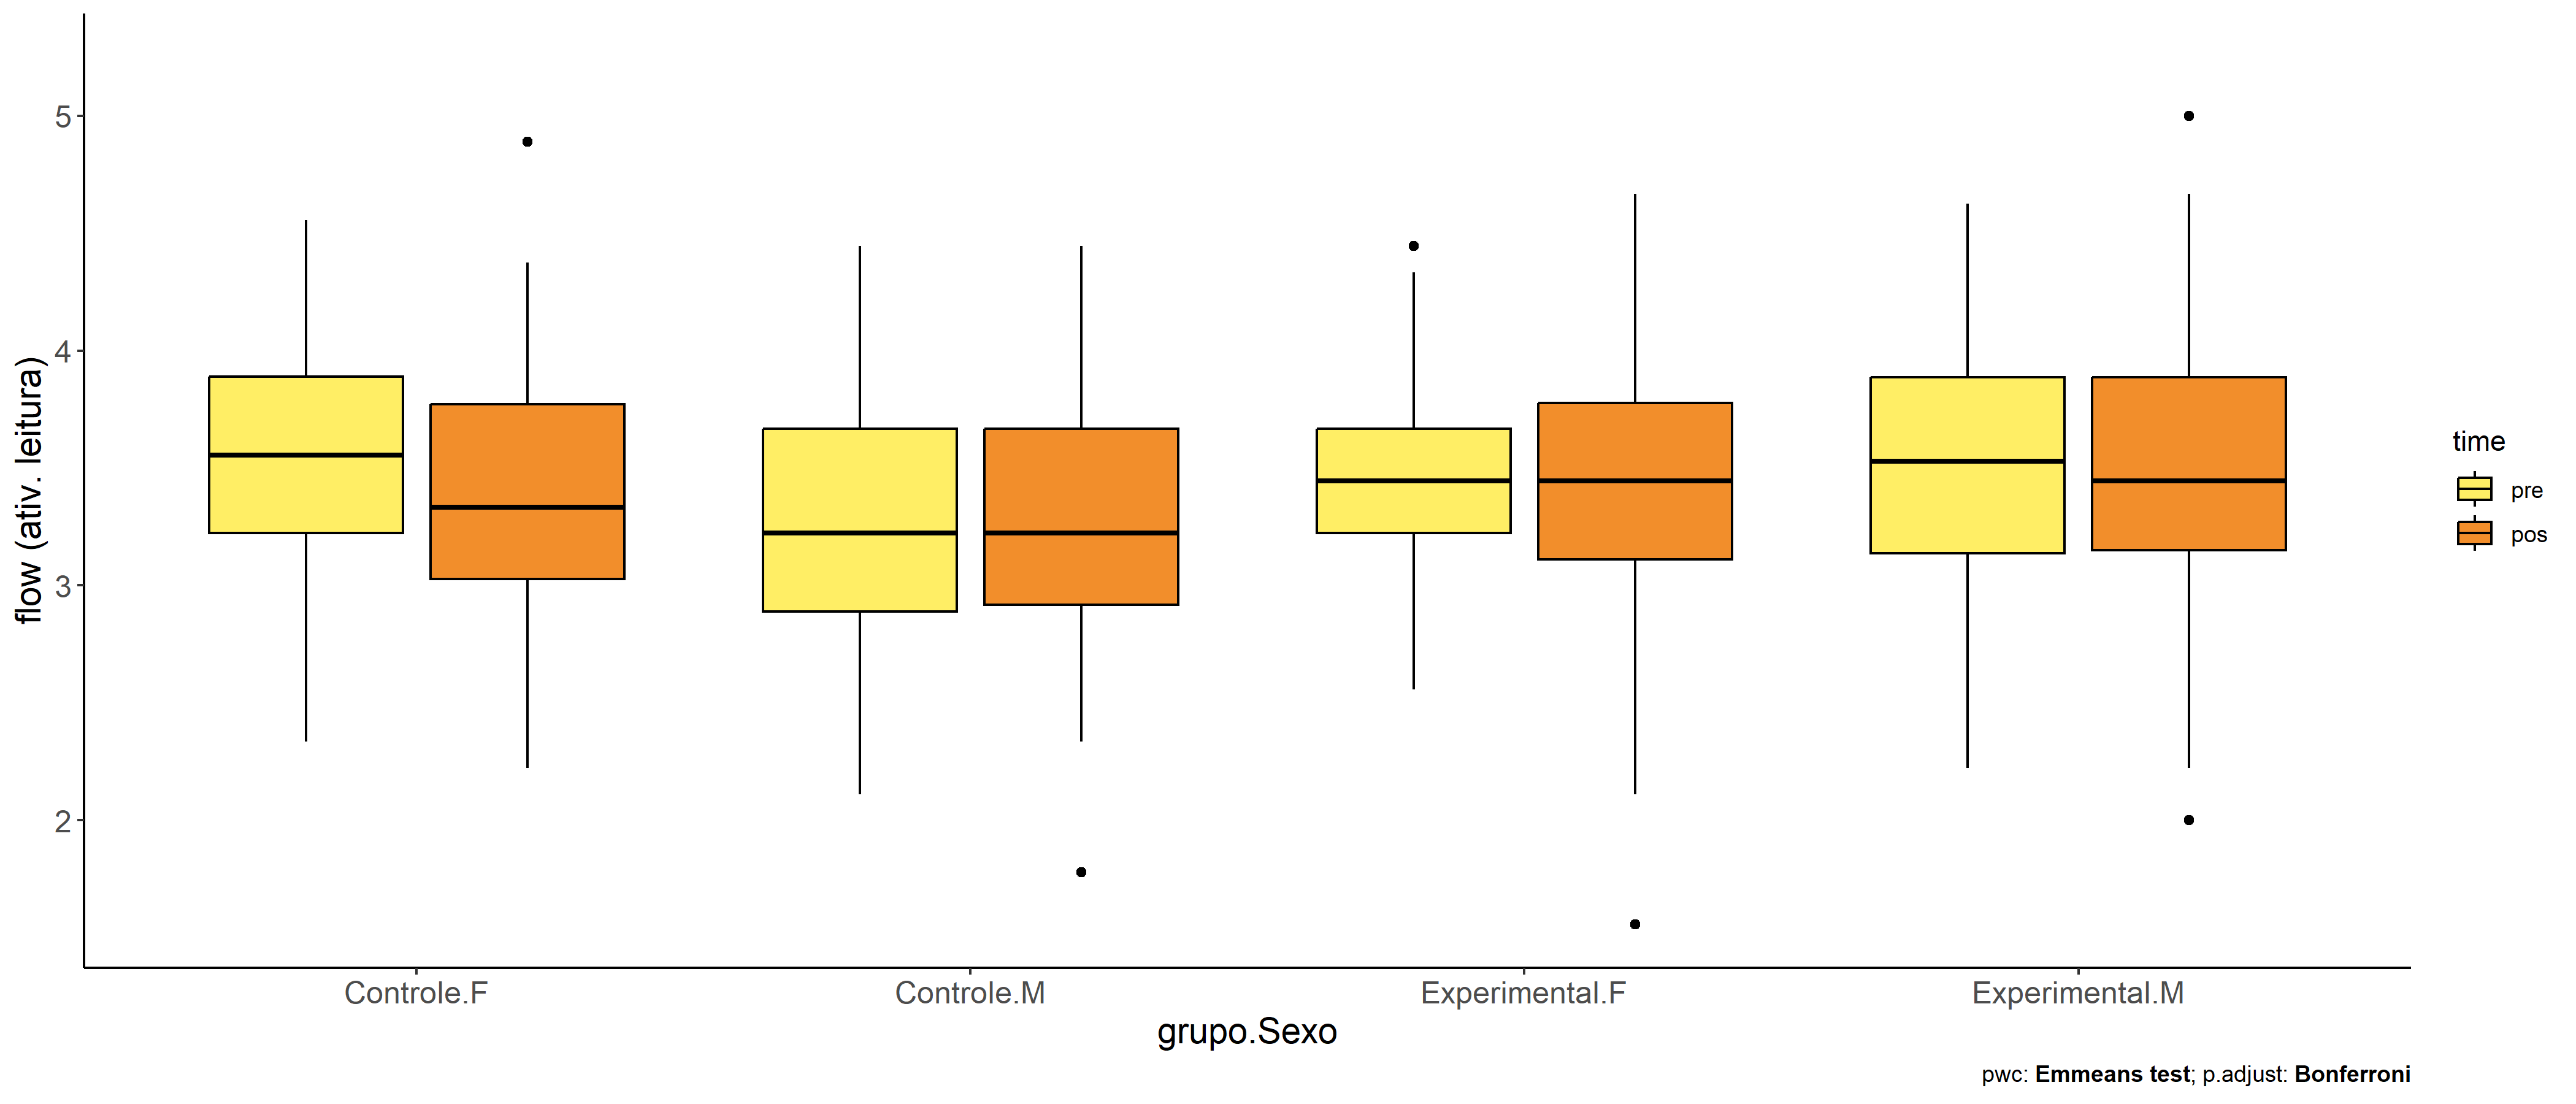 flow (ativ. leitura)
5
4
3
2
Controle.F
Controle.M
Experimental.F
Experimental.M
grupo.Sexo
time
pre
pos
pwc: Emmeans test; p.adjust: Bonferroni